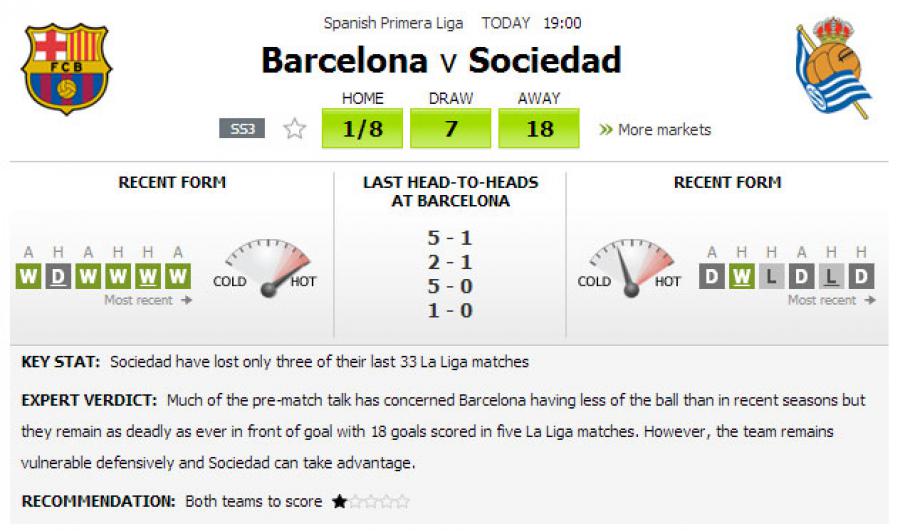 Spanish Primera Liga TODAY 19:00
Barcelona v Sociedad
HOME DRAW AWAY
SS3 1/8 7 18 >> More markets
FCB
RECENT FORM
A H A H H A
W D W W W W
Most recent →
COLD HOT
LAST HEAD-TO-HEADS
AT BARCELONA
5 - 1
2 - 1
5 - 0
1 - 0
RECENT FORM
COLD HOT
A H H A H H
D W L D L D
Most recent →
KEY STAT: Sociedad have lost only three of their last 33 La Liga matches
EXPERT VERDICT: Much of the pre-match talk has concerned Barcelona having less of the ball than in recent seasons but
they remain as deadly as ever in front of goal with 18 goals scored in five La Liga matches. However, the team remains
vulnerable defensively and Sociedad can take advantage.
RECOMMENDATION: Both teams to score